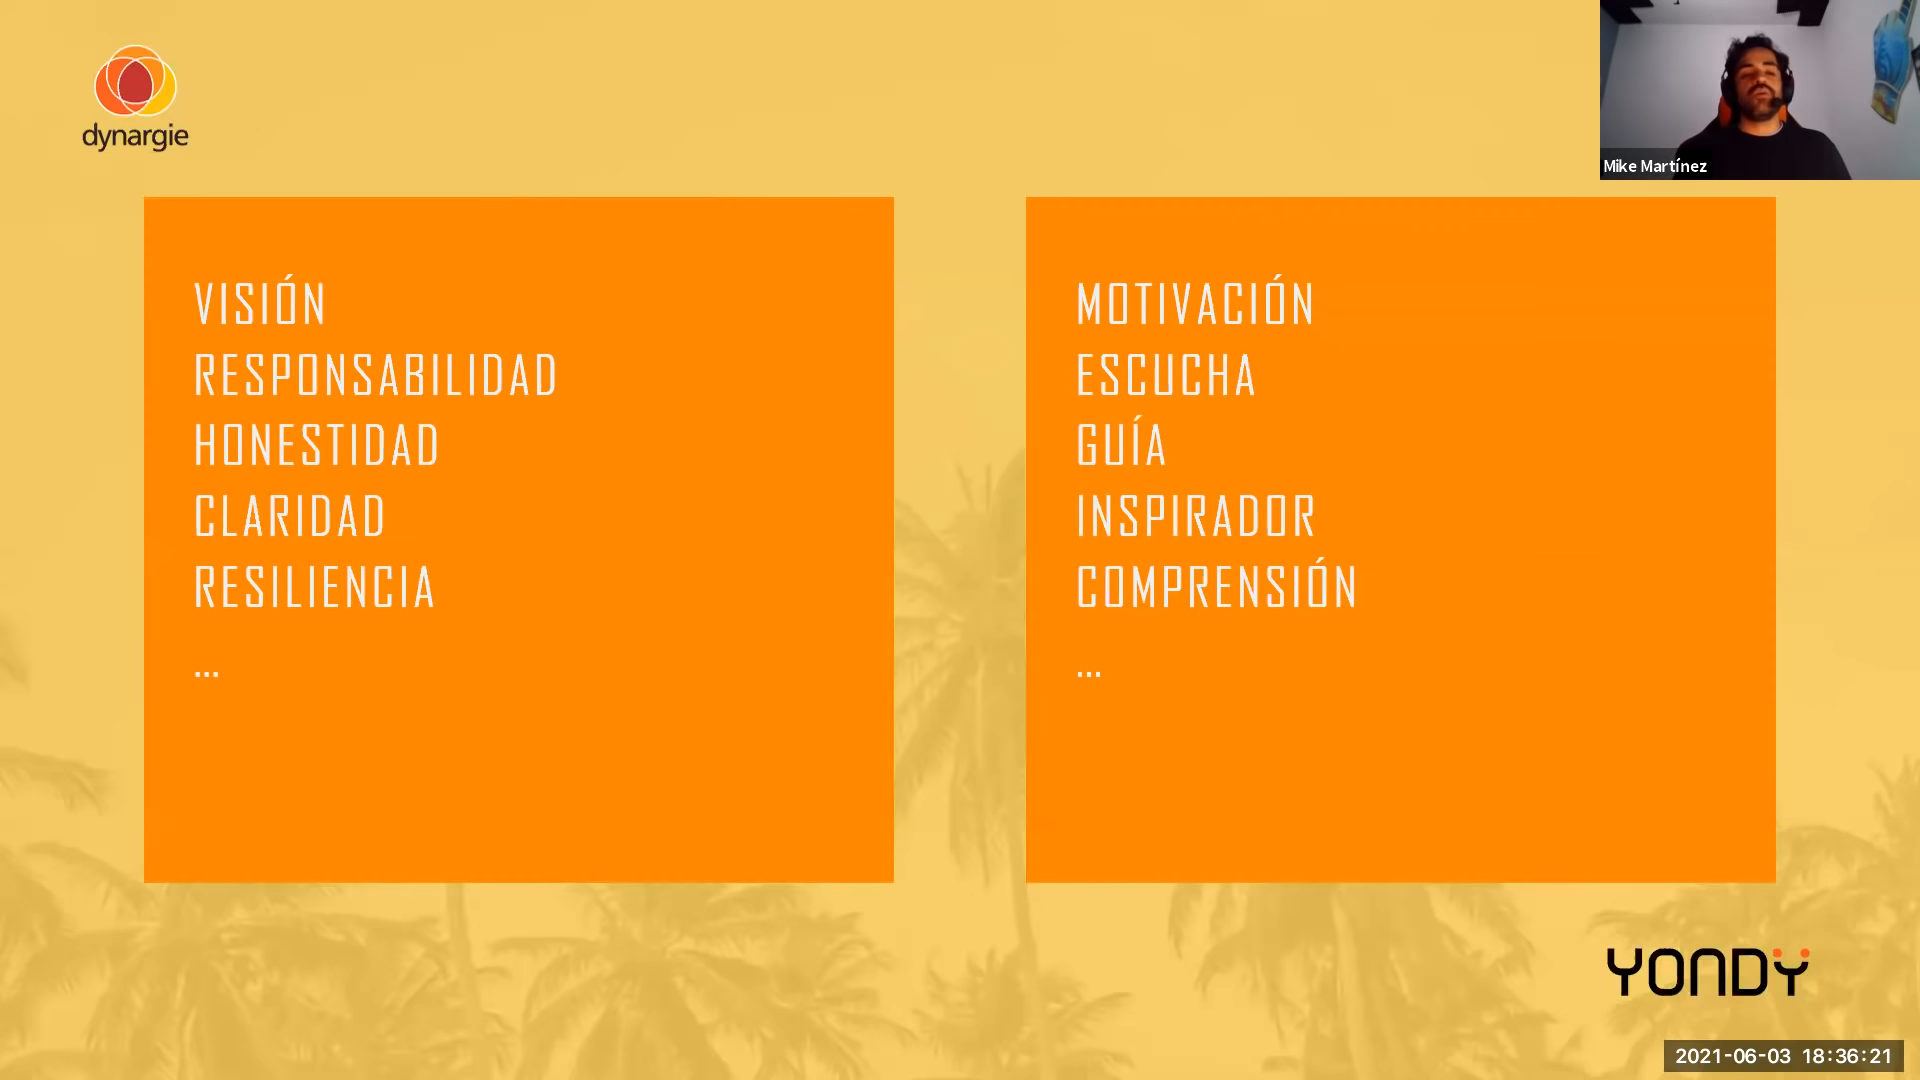 dynargie
Mike Martínez
VISIÓN
RESPONSABILIDAD
HONESTIDAD
CLARIDAD
RESILIENCIA
...
MOTIVACIÓN
ESCUCHA
GUÍA
INSPIRADOR
COMPRENSIÓN
...
YONDY
2021-06-03 18:36:21